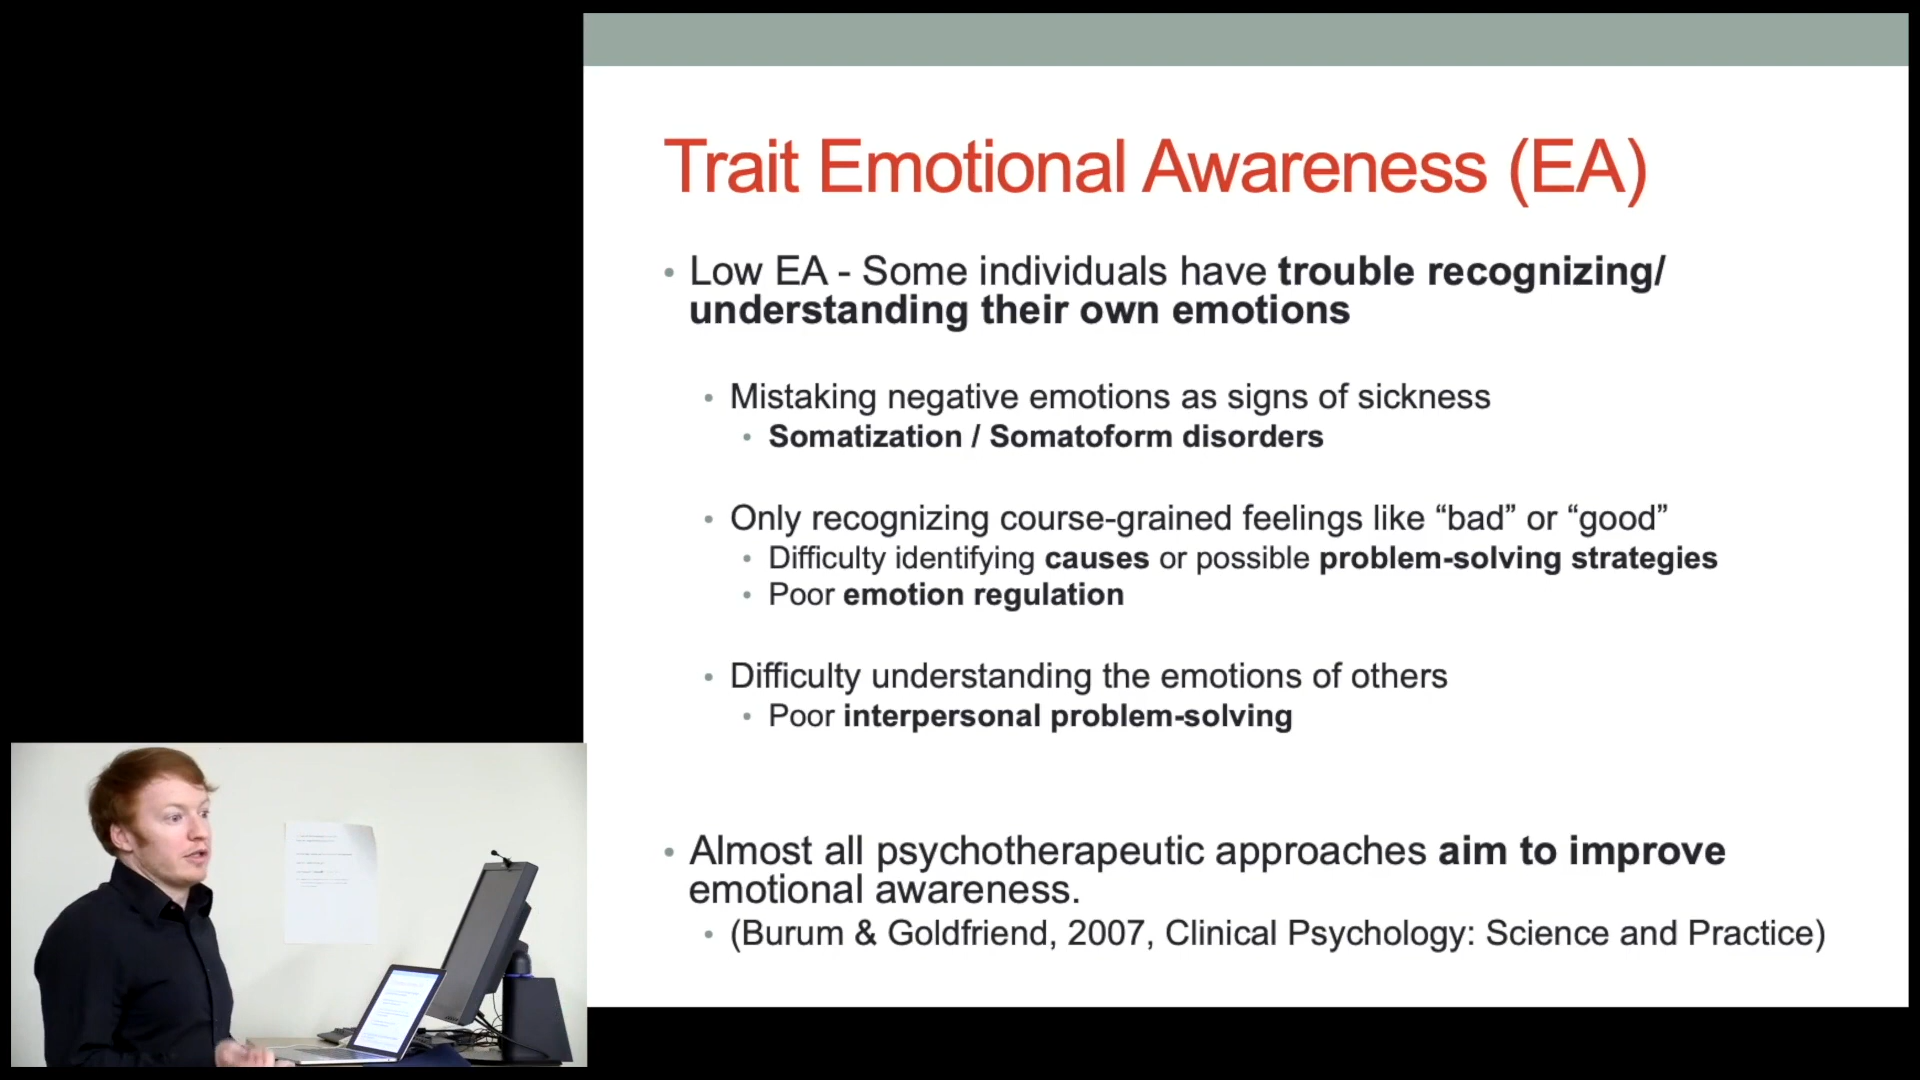 Trait Emotional Awareness (EA)
• Low EA - Some individuals have trouble recognizing/
understanding their own emotions
• Mistaking negative emotions as signs of sickness
• Somatization / Somatoform disorders
• Only recognizing course-grained feelings like “bad” or “good”
• Difficulty identifying causes or possible problem-solving strategies
• Poor emotion regulation
• Difficulty understanding the emotions of others
• Poor interpersonal problem-solving
• Almost all psychotherapeutic approaches aim to improve
emotional awareness.
• (Burum & Goldfriend, 2007, Clinical Psychology: Science and Practice)